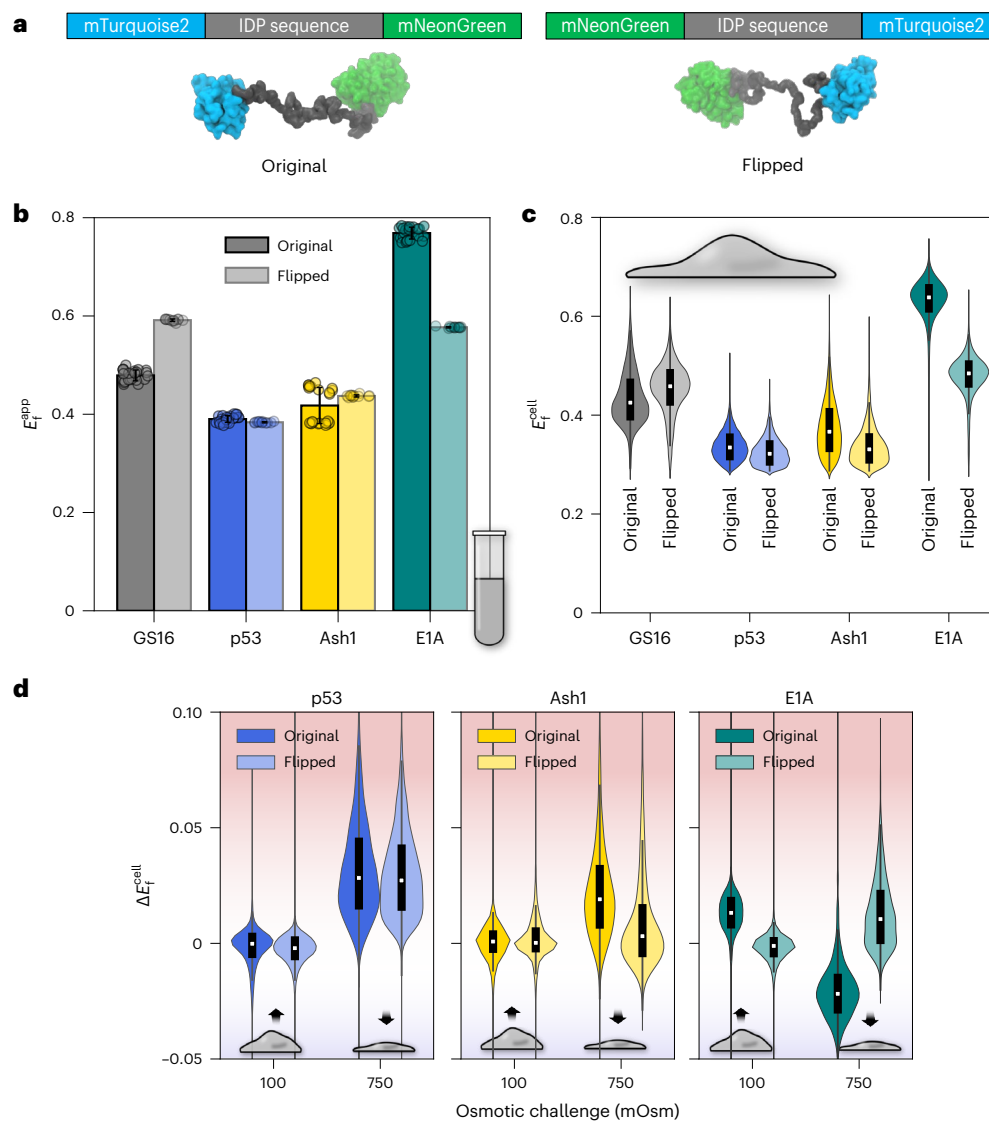 a
mTurquoise2 IDP sequence mNeonGreen
mNeonGreen IDP sequence mTurquoise2
Original
Flipped
b
E_f^app
0.8
0.6
0.4
0.2
0
Original
Flipped
GS16 p53 Ash1 E1A
c
E_f^cell
0.8
0.6
0.4
0.2
0
Original
Flipped
Original
Flipped
Original
Flipped
Original
Flipped
GS16 p53 Ash1 E1A
d
p53 Ash1 E1A
ΔE_f^cell
0.10
0.05
0
−0.05
Original
Flipped
Original
Flipped
Original
Flipped
100 750 100 750 100 750
Osmotic challenge (mOsm)